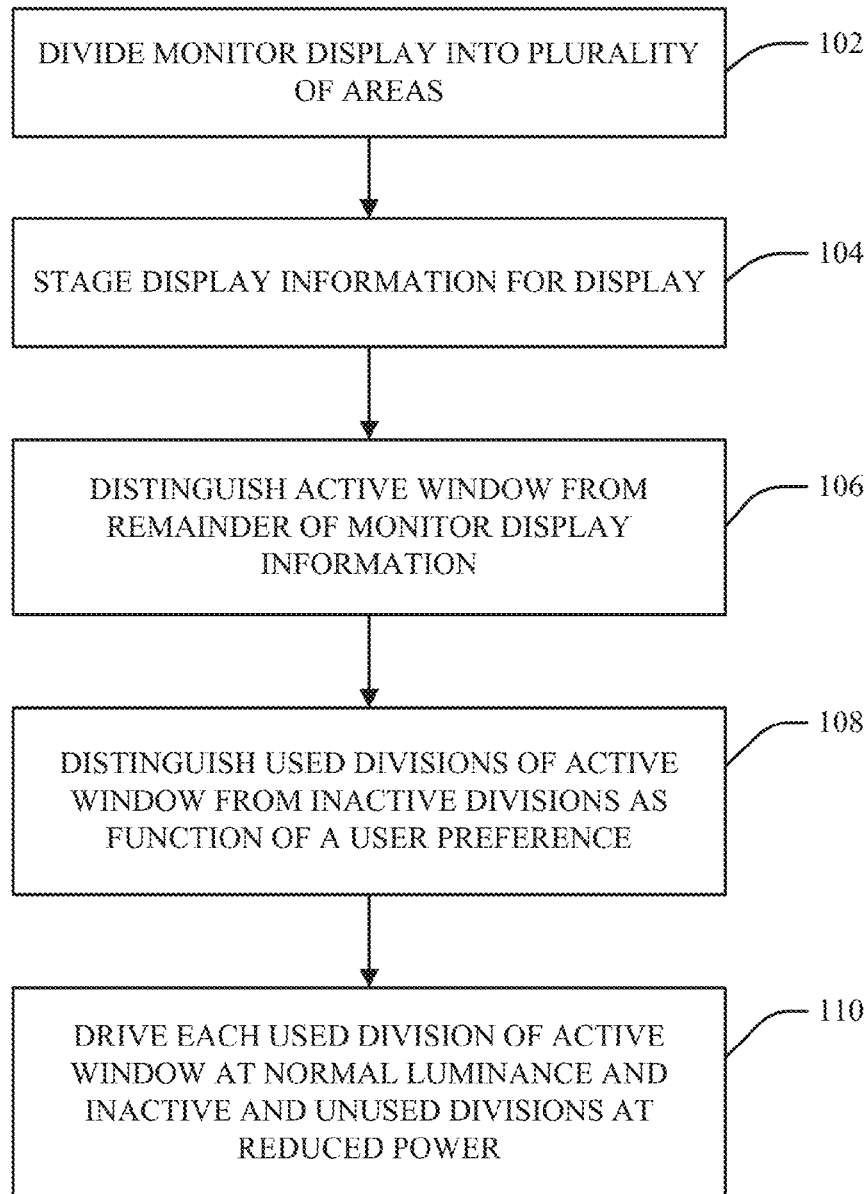 DIVIDE MONITOR DISPLAY INTO PLURALITY
OF AREAS
102
STAGE DISPLAY INFORMATION FOR DISPLAY
104
DISTINGUISH ACTIVE WINDOW FROM
REMAINDER OF MONITOR DISPLAY
INFORMATION
106
DISTINGUISH USED DIVISIONS OF ACTIVE
WINDOW FROM INACTIVE DIVISIONS AS
FUNCTION OF A USER PREFERENCE
108
DRIVE EACH USED DIVISION OF ACTIVE
WINDOW AT NORMAL LUMINANCE AND
INACTIVE AND UNUSED DIVISIONS AT
REDUCED POWER
110